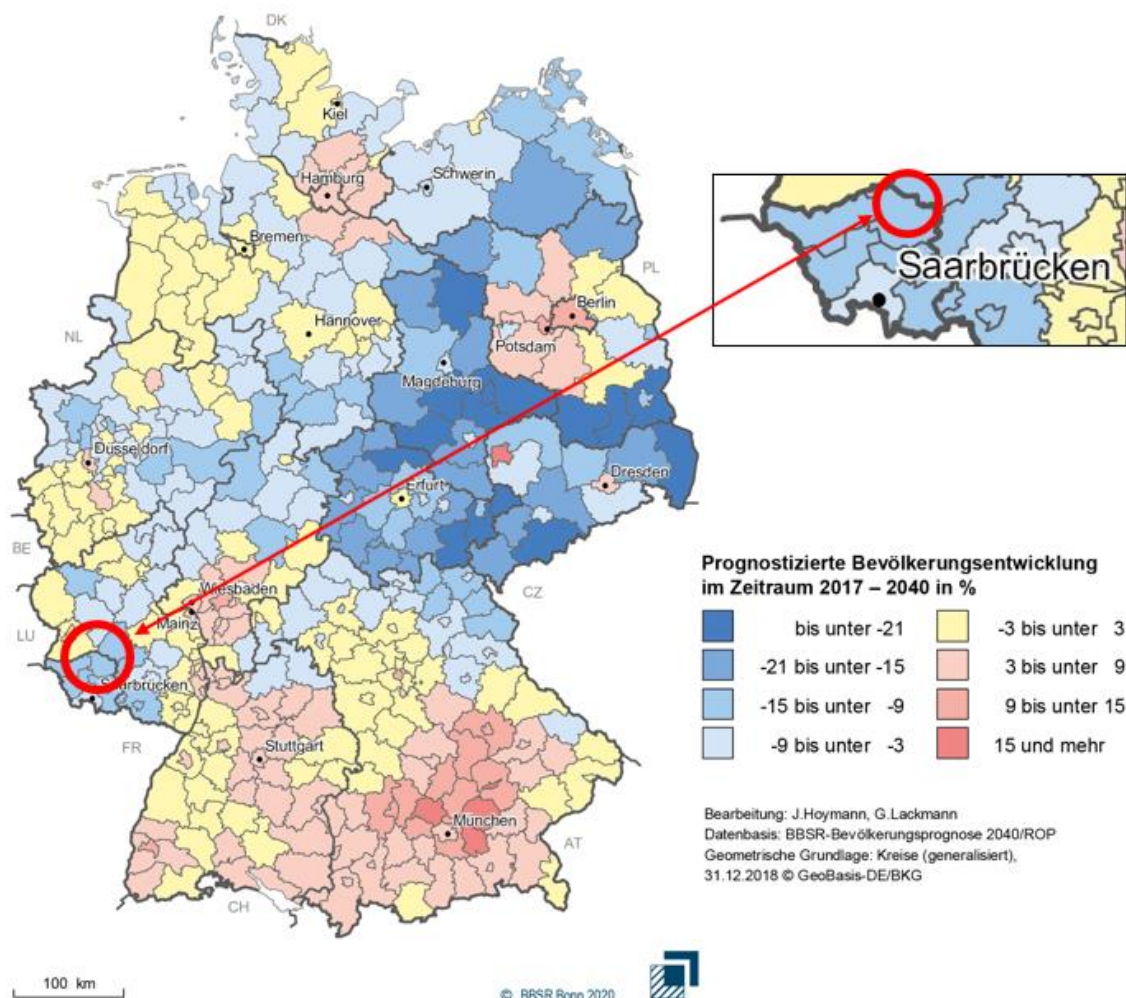 DK
Kiel
Hamburg
Schwerin
Bremen
PL
Berlin
Hannover
Potsdam
NL
Magdeburg
Düsseldorf
Erfurt
Dresden
BE
Wiesbaden
Mainz
CZ
LU
Saarbrücken
FR
Stuttgart
München
AT
CH
Saarbrücken
Prognostizierte Bevölkerungsentwicklung
im Zeitraum 2017 – 2040 in %
bis unter -21
-21 bis unter -15
-15 bis unter -9
-9 bis unter -3
-3 bis unter 3
3 bis unter 9
9 bis unter 15
15 und mehr
Bearbeitung: J.Hoymann, G.Lackmann
Datenbasis: BBSR-Bevölkerungsprognose 2040/ROP
Geometrische Grundlage: Kreise (generalisiert),
31.12.2018 © GeoBasis-DE/BKG
100 km
© BBSR Bonn 2020